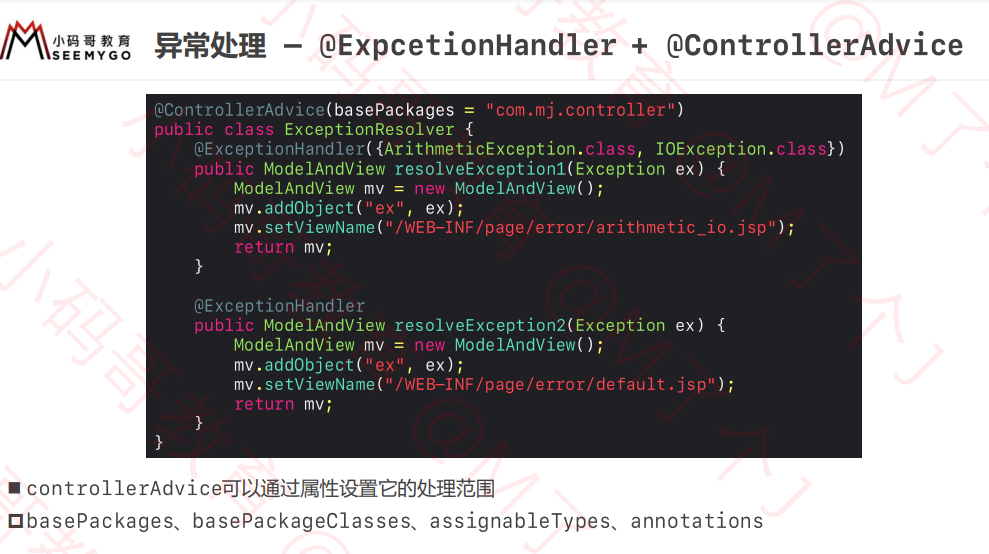 小码哥教育
SEEMYGO
异常处理 – @ExpcetionHandler + @ControllerAdvice
@ControllerAdvice(basePackages = "com.mj.controller")
public class ExceptionResolver {
    @ExceptionHandler({ArithmeticException.class, IOException.class})
    public ModelAndView resolveException1(Exception ex) {
        ModelAndView mv = new ModelAndView();
        mv.addObject("ex", ex);
        mv.setViewName("/WEB-INF/page/error/arithmetic_io.jsp");
        return mv;
    }
    @ExceptionHandler
    public ModelAndView resolveException2(Exception ex) {
        ModelAndView mv = new ModelAndView();
        mv.addObject("ex", ex);
        mv.setViewName("/WEB-INF/page/error/default.jsp");
        return mv;
    }
}
controllerAdvice可以通过属性设置它的处理范围
basePackages、basePackageClasses、assignableTypes、annotations